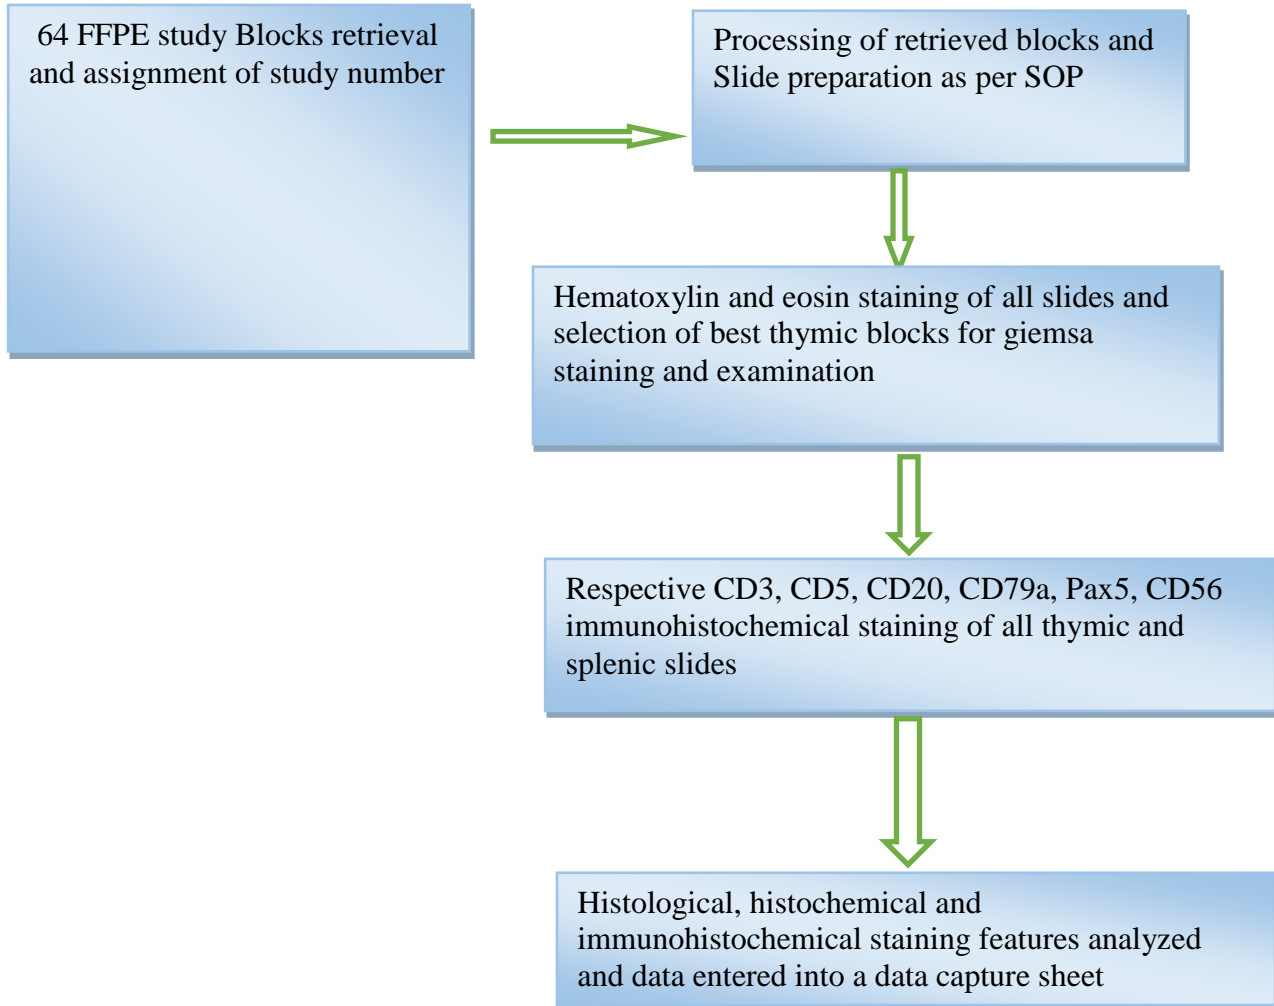 64 FFPE study Blocks retrieval
and assignment of study number
Processing of retrieved blocks and
Slide preparation as per SOP
Hematoxylin and eosin staining of all slides and
selection of best thymic blocks for giemsa
staining and examination
Respective CD3, CD5, CD20, CD79a, Pax5, CD56
immunohistochemical staining of all thymic and
splenic slides
Histological, histochemical and
immunohistochemical staining features analyzed
and data entered into a data capture sheet